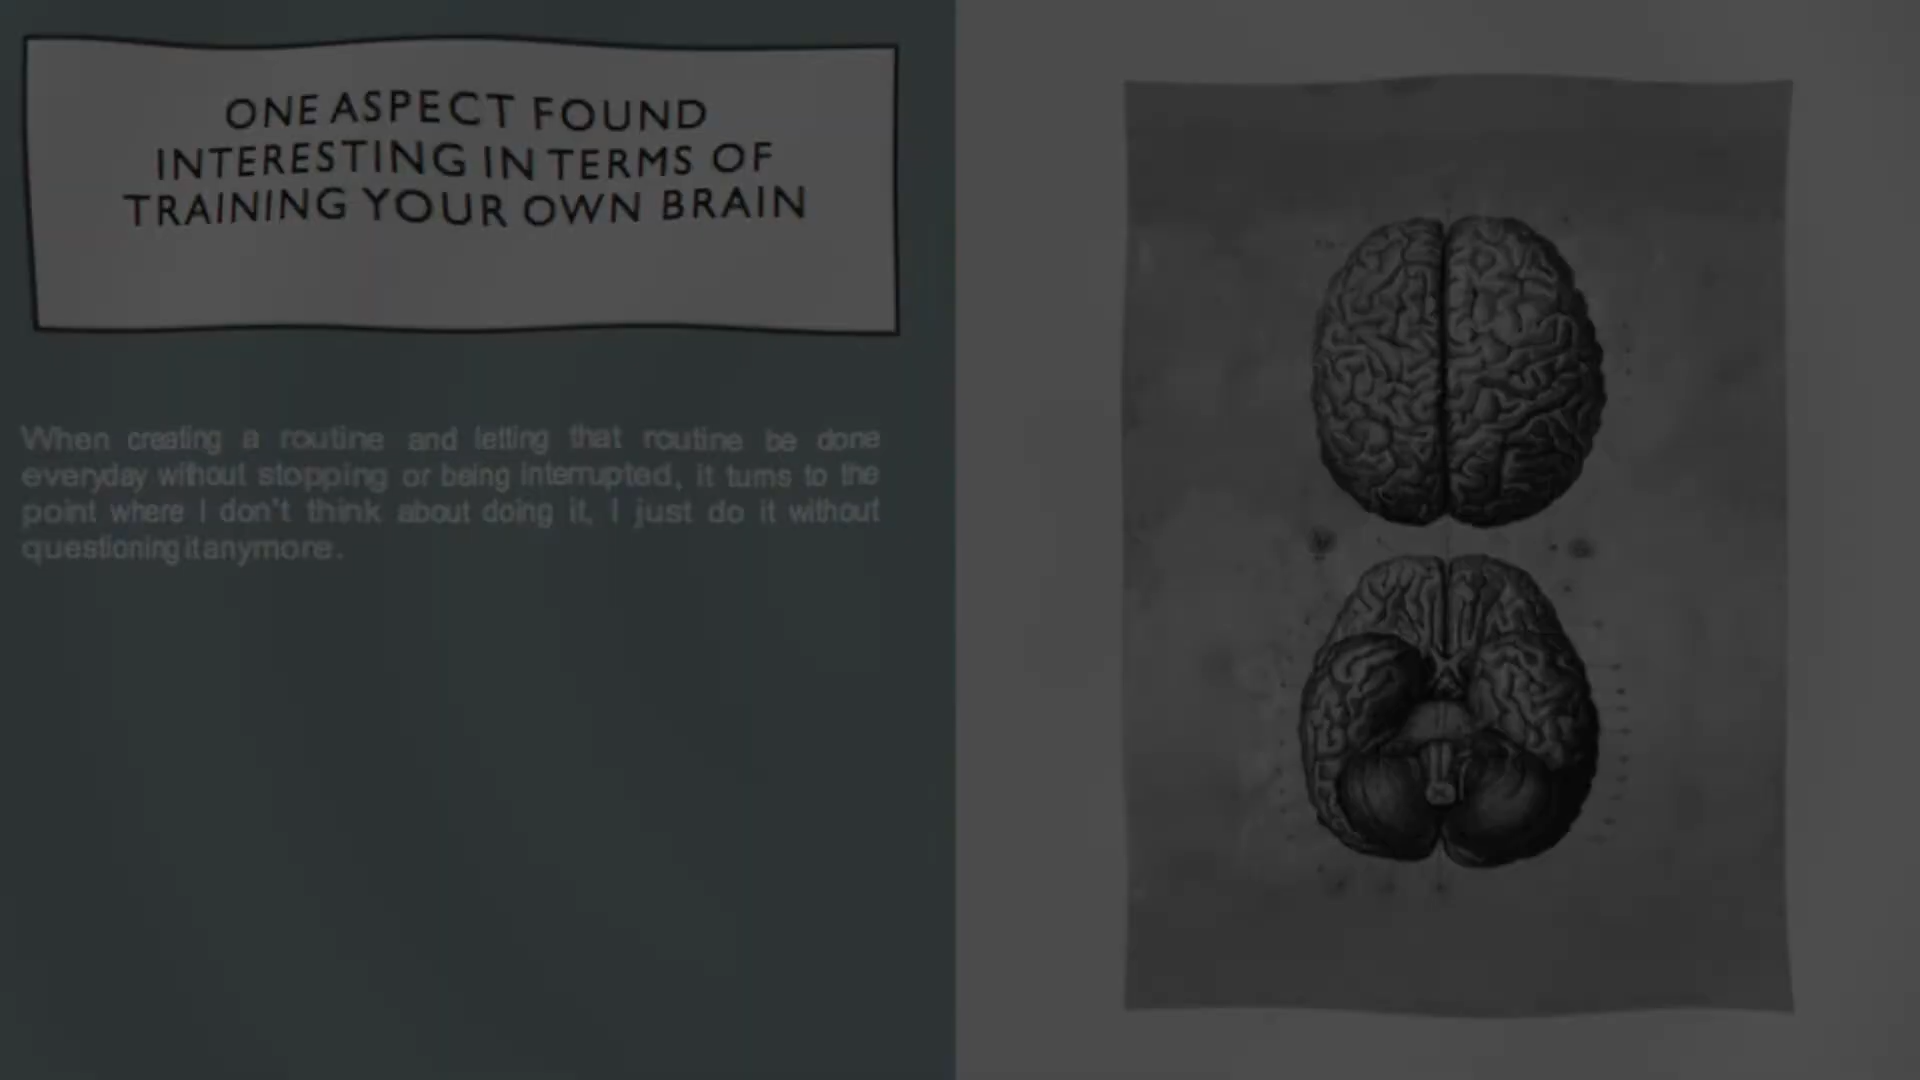 ONE ASPECT FOUND
INTERESTING IN TERMS OF
TRAINING YOUR OWN BRAIN
When creating a routine and letting that routine be done
everyday without stopping or being interrupted, it turns to the
point where I don't think about doing it, I just do it without
questioning it anymore.